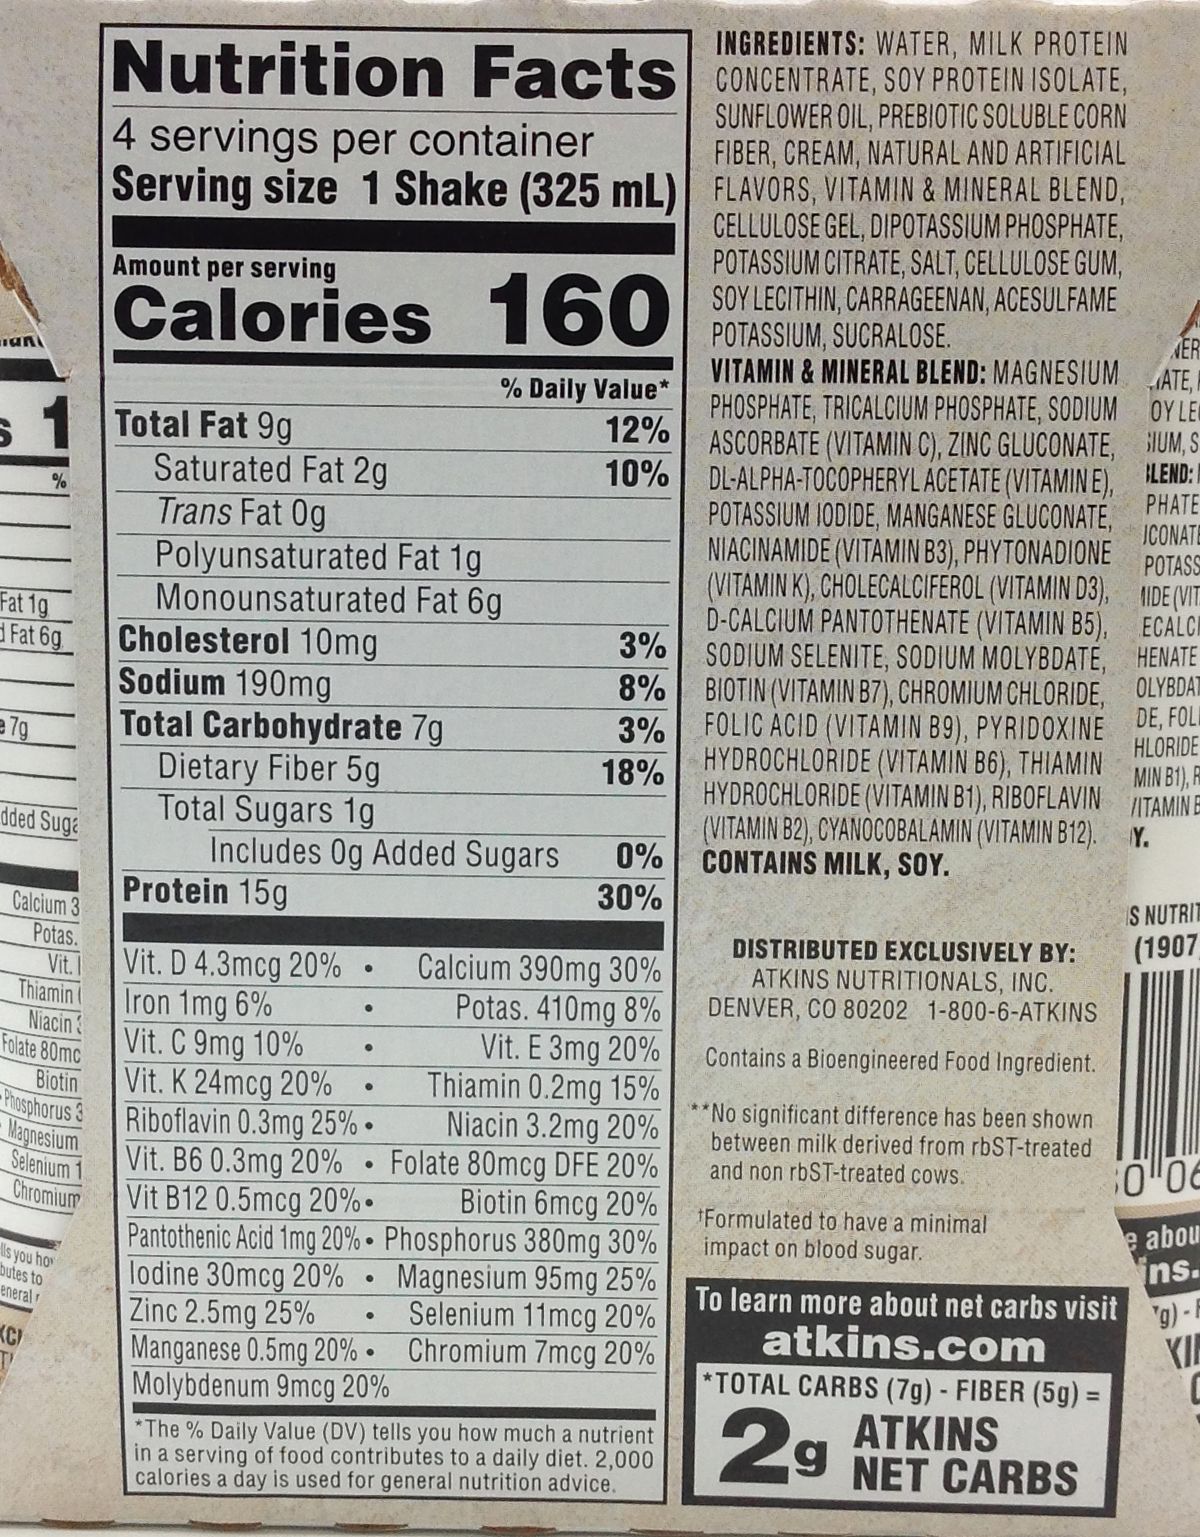 Nutrition Facts
4 servings per container
Serving size 1 Shake (325 mL)
Amount per serving
Calories 160
% Daily Value*
Total Fat 9g 12%
Saturated Fat 2g 10%
Trans Fat 0g
Polyunsaturated Fat 1g
Monounsaturated Fat 6g
Cholesterol 10mg 3%
Sodium 190mg 8%
Total Carbohydrate 7g 3%
Dietary Fiber 5g 18%
Total Sugars 1g
Includes 0g Added Sugars 0%
Protein 15g 30%
Vit. D 4.3mcg 20% • Calcium 390mg 30%
Iron 1mg 6% • Potas. 410mg 8%
Vit. C 9mg 10% • Vit. E 3mg 20%
Vit. K 24mcg 20% • Thiamin 0.2mg 15%
Riboflavin 0.3mg 25% • Niacin 3.2mg 20%
Vit. B6 0.3mg 20% • Folate 80mcg DFE 20%
Vit B12 0.5mcg 20% • Biotin 6mcg 20%
Pantothenic Acid 1mg 20% • Phosphorus 380mg 30%
Iodine 30mcg 20% • Magnesium 95mg 25%
Zinc 2.5mg 25% • Selenium 11mcg 20%
Manganese 0.5mg 20% • Chromium 7mcg 20%
Molybdenum 9mcg 20%
*The % Daily Value (DV) tells you how much a nutrient
in a serving of food contributes to a daily diet. 2,000
calories a day is used for general nutrition advice.
INGREDIENTS: WATER, MILK PROTEIN
CONCENTRATE, SOY PROTEIN ISOLATE,
SUNFLOWER OIL, PREBIOTIC SOLUBLE CORN
FIBER, CREAM, NATURAL AND ARTIFICIAL
FLAVORS, VITAMIN & MINERAL BLEND,
CELLULOSE GEL, DIPOTASSIUM PHOSPHATE,
POTASSIUM CITRATE, SALT, CELLULOSE GUM,
SOY LECITHIN, CARRAGEENAN, ACESULFAME
POTASSIUM, SUCRALOSE.
VITAMIN & MINERAL BLEND: MAGNESIUM
PHOSPHATE, TRICALCIUM PHOSPHATE, SODIUM
ASCORBATE (VITAMIN C), ZINC GLUCONATE,
DL-ALPHA-TOCOPHERYL ACETATE (VITAMIN E),
POTASSIUM IODIDE, MANGANESE GLUCONATE,
NIACINAMIDE (VITAMIN B3), PHYTONADIONE
(VITAMIN K), CHOLECALCIFEROL (VITAMIN D3),
D-CALCIUM PANTOTHENATE (VITAMIN B5),
SODIUM SELENITE, SODIUM MOLYBDATE,
BIOTIN (VITAMIN B7), CHROMIUM CHLORIDE,
FOLIC ACID (VITAMIN B9), PYRIDOXINE
HYDROCHLORIDE (VITAMIN B6), THIAMIN
HYDROCHLORIDE (VITAMIN B1), RIBOFLAVIN
(VITAMIN B2), CYANOCOBALAMIN (VITAMIN B12).
CONTAINS MILK, SOY.
DISTRIBUTED EXCLUSIVELY BY:
ATKINS NUTRITIONALS, INC.
DENVER, CO 80202 1-800-6-ATKINS
Contains a Bioengineered Food Ingredient.
**No significant difference has been shown
between milk derived from rbST-treated
and non rbST-treated cows.
†Formulated to have a minimal
impact on blood sugar.
To learn more about net carbs visit
atkins.com
*TOTAL CARBS (7g) - FIBER (5g) =
2g ATKINS
NET CARBS
Fat 1g
Fat 6g
7g
Calcium
Potas.
Vit.
Thiamin
Niacin
Folate 80mc
Biotin
Phosphorus
Magnesium
Selenium
Chromium